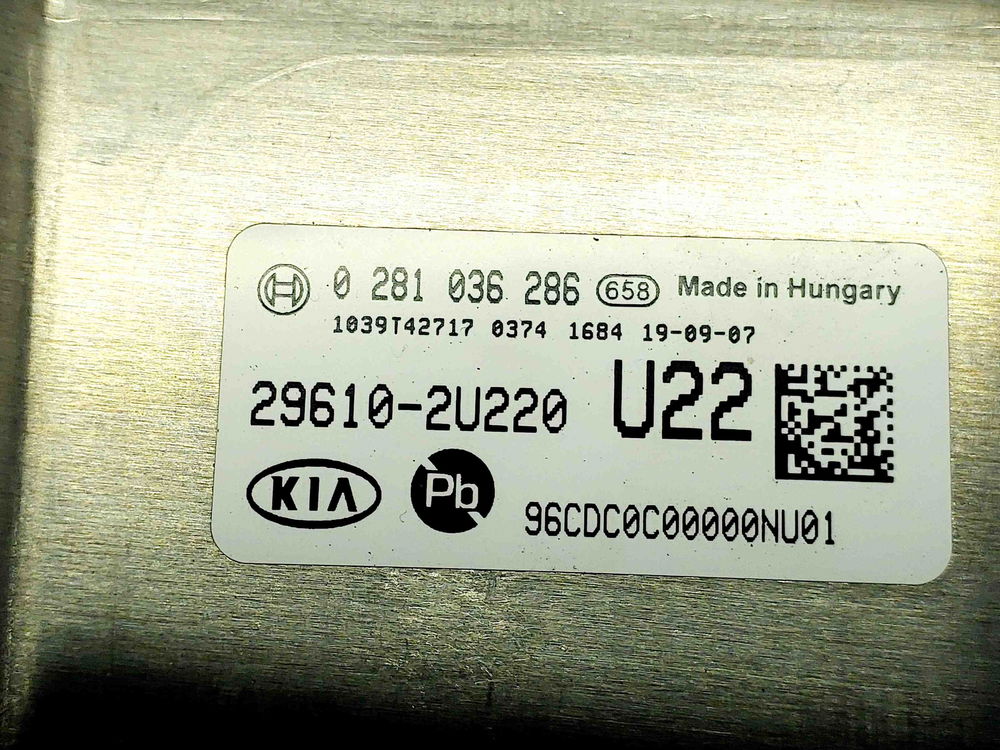 0 281 036 286 658 Made in Hungary
1039T42717 0374 1684 19-09-07
29610-2U220 U22
KIA Pb 96CDC0C00000NU01